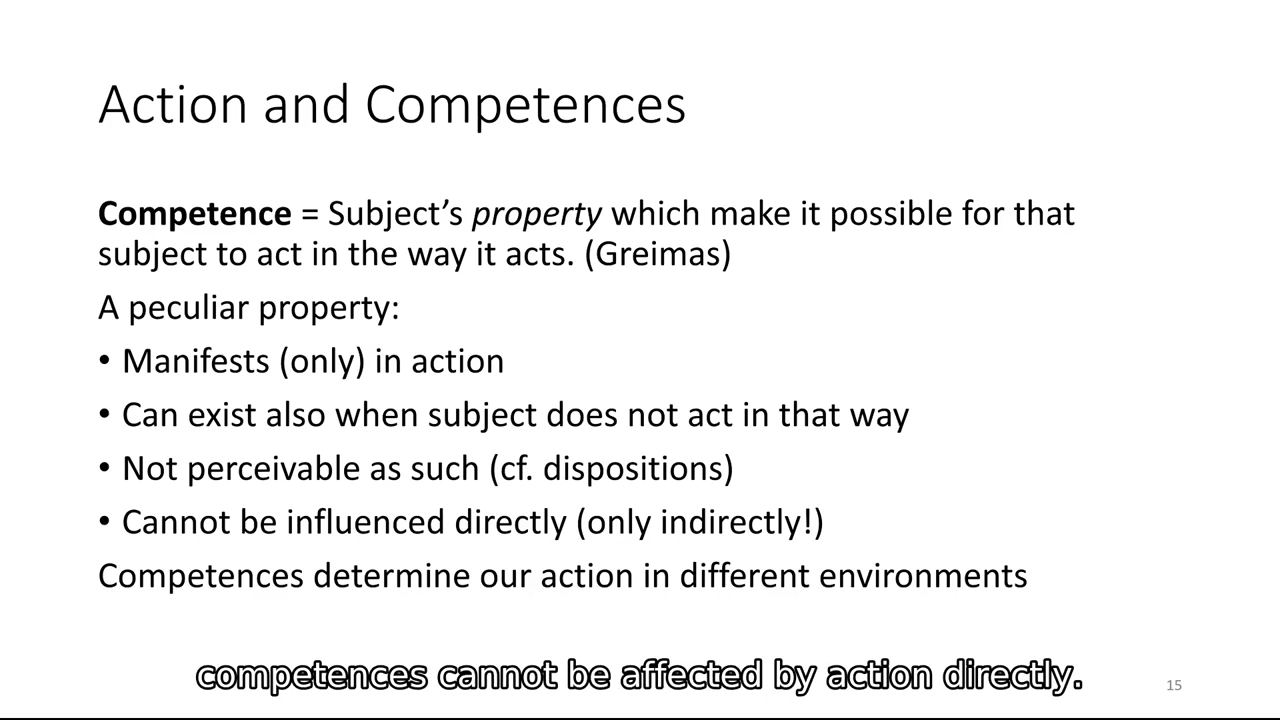 Action and Competences
Competence = Subject’s property which make it possible for that
subject to act in the way it acts. (Greimas)
A peculiar property:
• Manifests (only) in action
• Can exist also when subject does not act in that way
• Not perceivable as such (cf. dispositions)
• Cannot be influenced directly (only indirectly!)
Competences determine our action in different environments
competences cannot be affected by action directly.
15